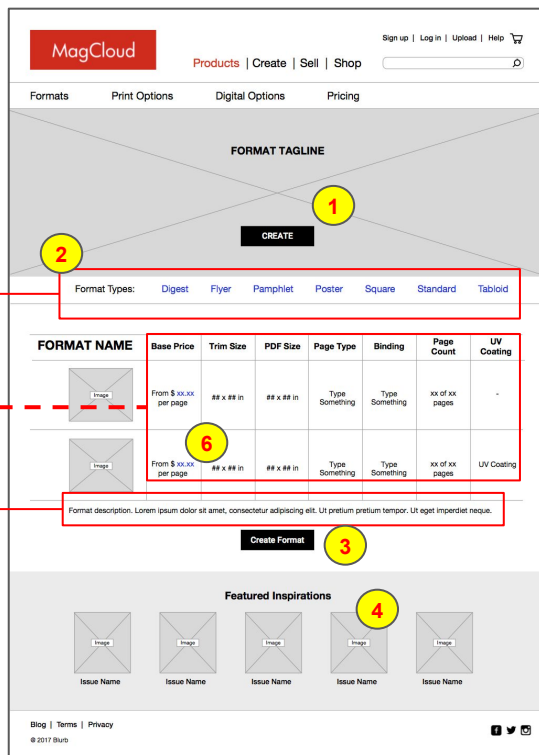 MagCloud
Sign up | Log in | Upload | Help
Products | Create | Sell | Shop
Formats Print Options Digital Options Pricing
FORMAT TAGLINE
1
CREATE
2
Format Types: Digest Flyer Pamphlet Poster Square Standard Tabloid
FORMAT NAME Base Price Trim Size PDF Size Page Type Binding Page Count UV Coating
Image From $ xx.xx per page ## x ## in ## x ## in Type Something Type Something xx of xx pages -
6
Image From $ xx.xx per page ## x ## in ## x ## in Type Something Type Something xx of xx pages UV Coating
Format description. Lorem ipsum dolor sit amet, consectetur adipiscing elit. Ut pretium pretium tempor. Ut eget imperdiet neque.
Create Format
3
Featured Inspirations
4
Image Image Image Image Image
Issue Name Issue Name Issue Name Issue Name Issue Name
Blog | Terms | Privacy
© 2017 Blurb